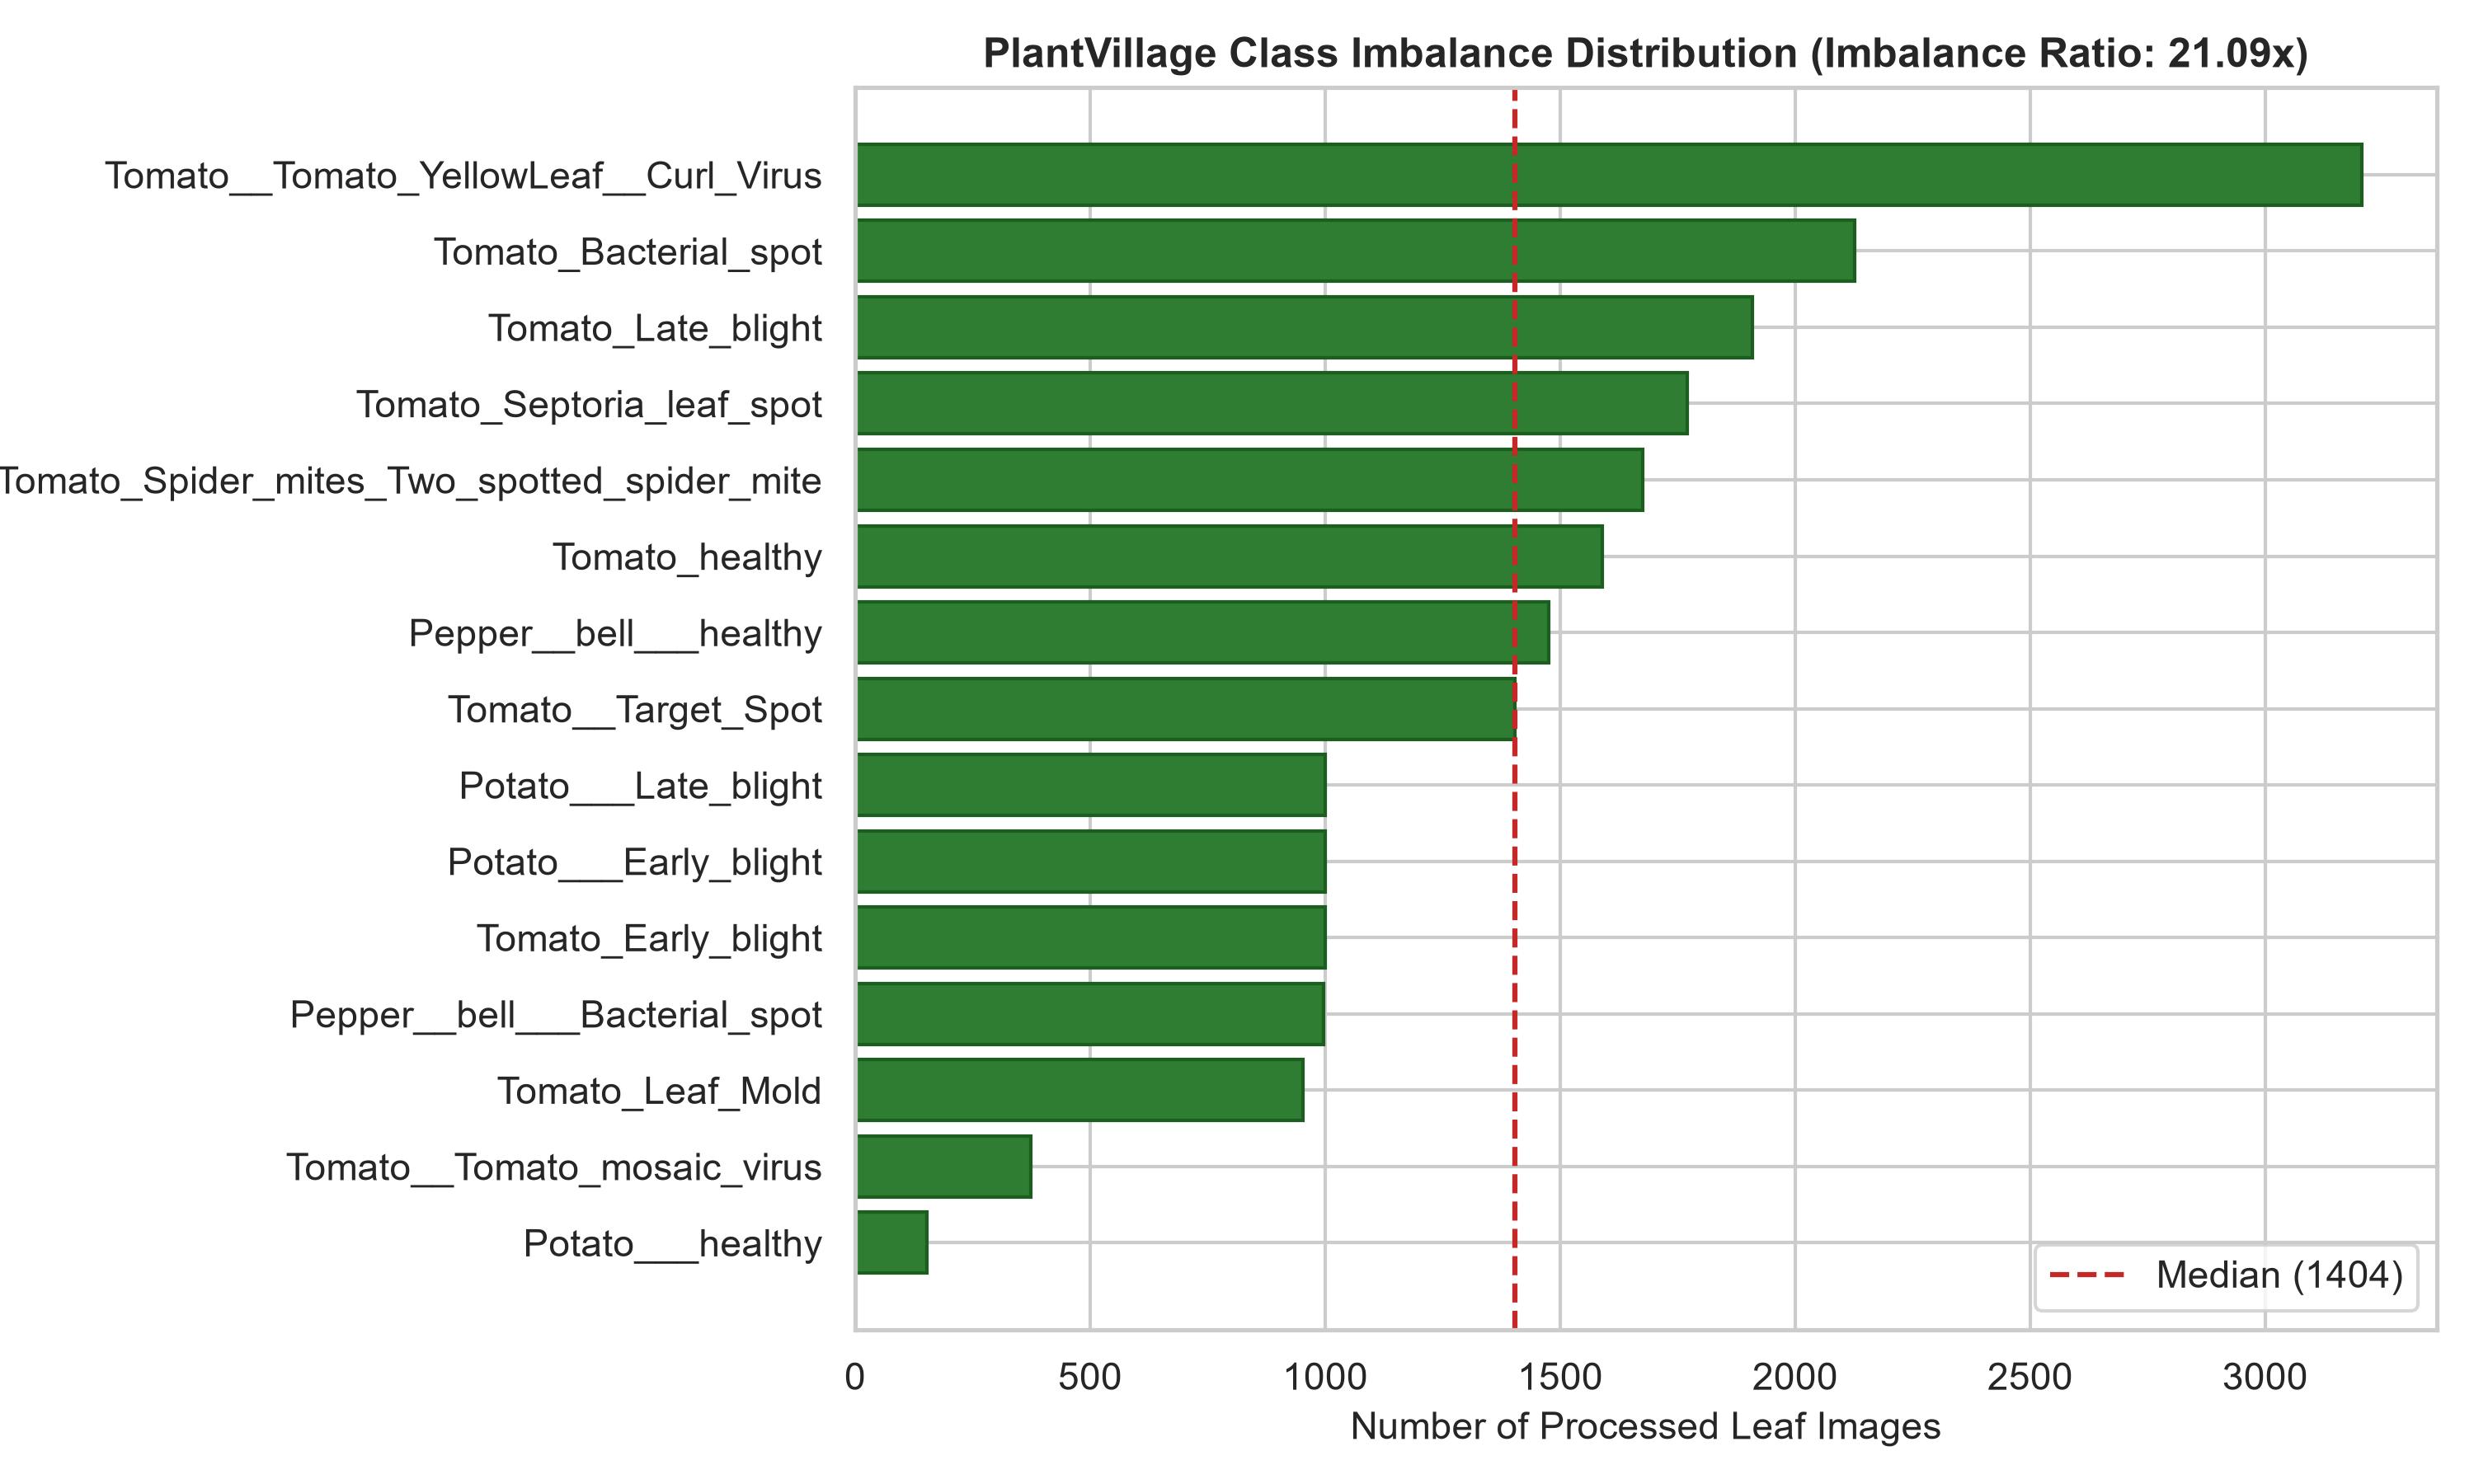 PlantVillage Class Imbalance Distribution (Imbalance Ratio: 21.09x)
Tomato__Tomato_YellowLeaf__Curl_Virus
Tomato_Bacterial_spot
Tomato_Late_blight
Tomato_Septoria_leaf_spot
Tomato_Spider_mites_Two_spotted_spider_mite
Tomato_healthy
Pepper__bell___healthy
Tomato__Target_Spot
Potato___Late_blight
Potato___Early_blight
Tomato_Early_blight
Pepper__bell___Bacterial_spot
Tomato_Leaf_Mold
Tomato__Tomato_mosaic_virus
Potato___healthy
Median (1404)
0 500 1000 1500 2000 2500 3000
Number of Processed Leaf Images